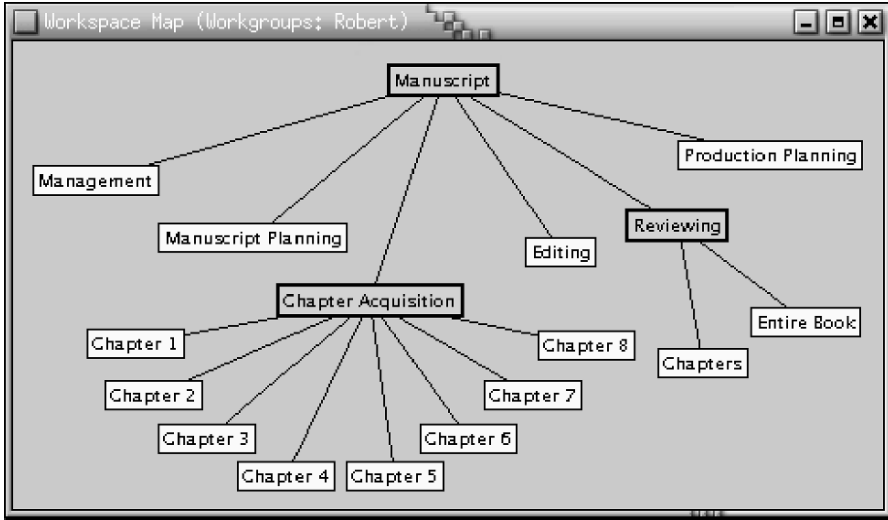 Workspace Map (Workgroups: Robert)
Manuscript
Production Planning
Management
Reviewing
Manuscript Planning
Editing
Chapter Acquisition
Entire Book
Chapter 1
Chapter 8
Chapters
Chapter 2
Chapter 7
Chapter 3
Chapter 6
Chapter 4
Chapter 5